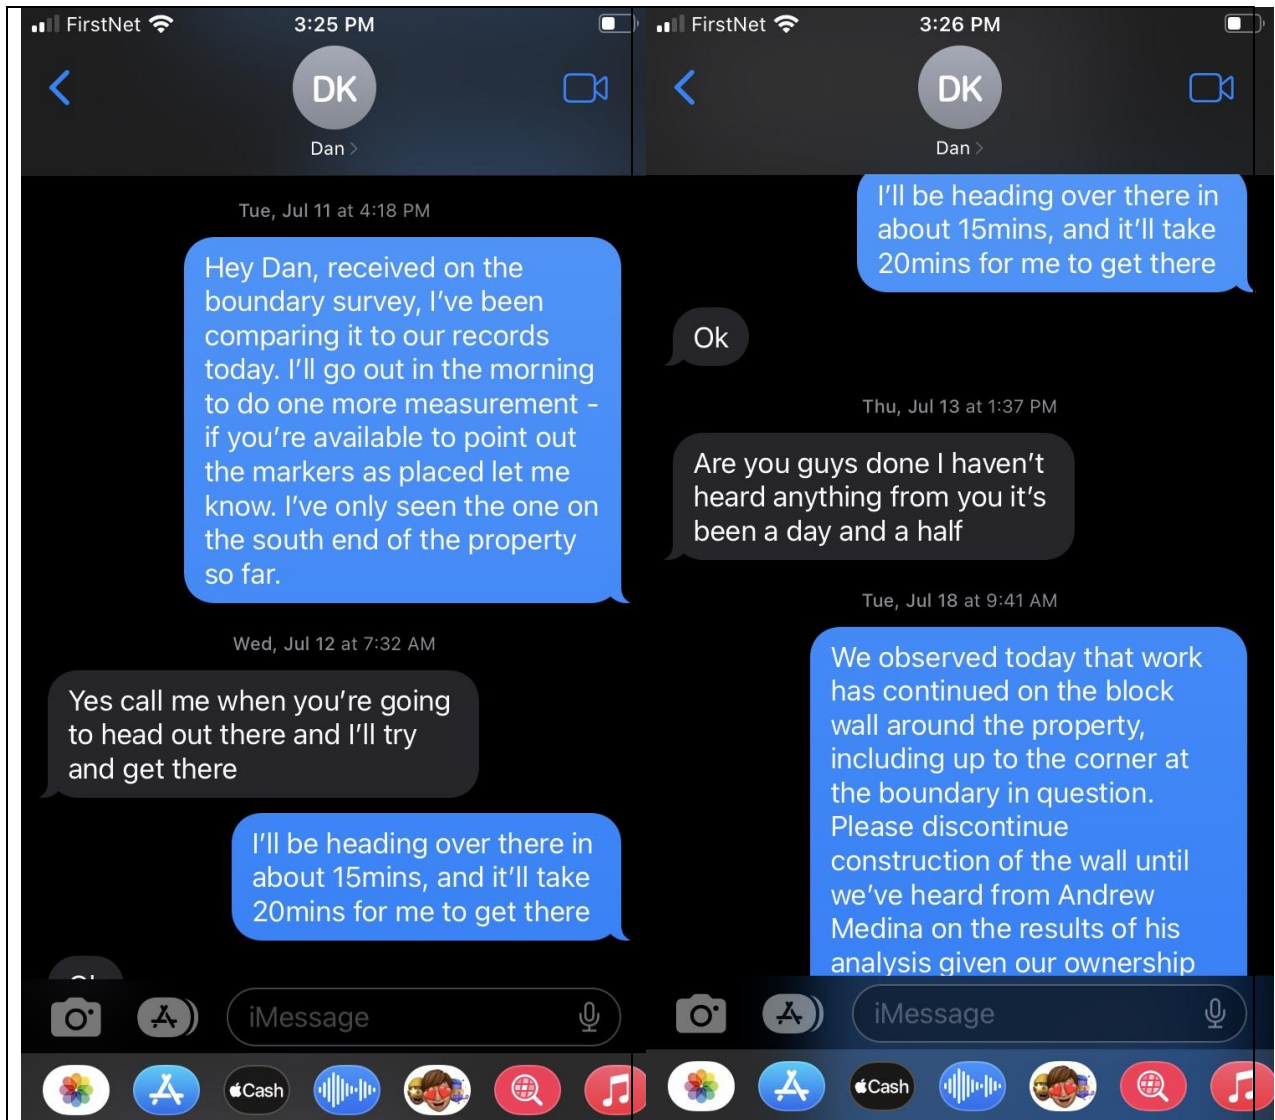 FirstNet
3:25 PM
DK
Dan
Tue, Jul 11 at 4:18 PM
Hey Dan, received on the
boundary survey, I’ve been
comparing it to our records
today. I’ll go out in the morning
to do one more measurement -
if you’re available to point out
the markers as placed let me
know. I’ve only seen the one on
the south end of the property
so far.
Wed, Jul 12 at 7:32 AM
Yes call me when you’re going
to head out there and I’ll try
and get there
I’ll be heading over there in
about 15mins, and it’ll take
20mins for me to get there
iMessage
Cash
FirstNet
3:26 PM
DK
Dan
I’ll be heading over there in
about 15mins, and it’ll take
20mins for me to get there
Ok
Thu, Jul 13 at 1:37 PM
Are you guys done I haven’t
heard anything from you it’s
been a day and a half
Tue, Jul 18 at 9:41 AM
We observed today that work
has continued on the block
wall around the property,
including up to the corner at
the boundary in question.
Please discontinue
construction of the wall until
we’ve heard from Andrew
Medina on the results of his
analysis given our ownership
iMessage
Cash